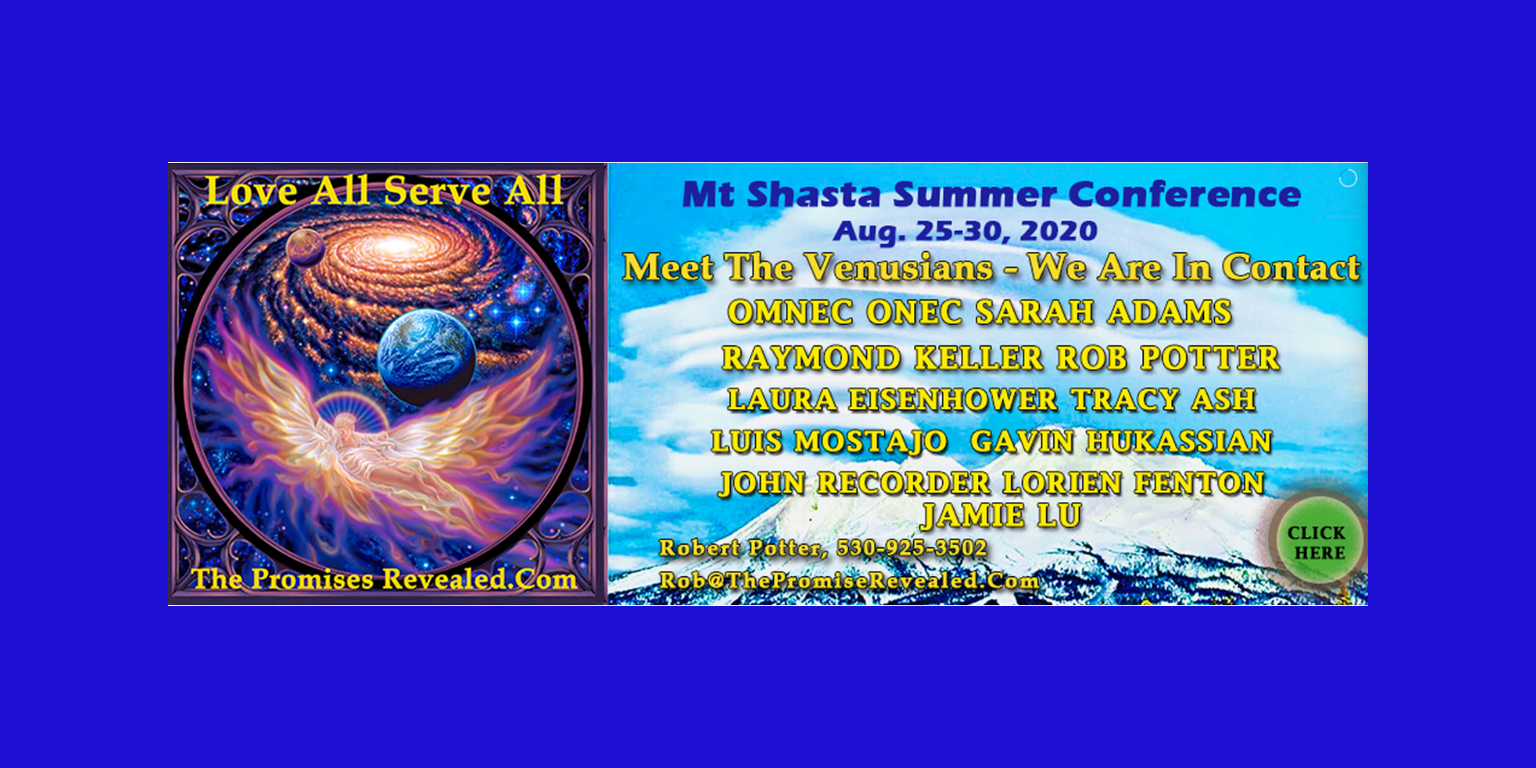 Love All Serve All
The Promises Revealed.Com
Mt Shasta Summer Conference
Aug. 25-30, 2020
Meet The Venusians - We Are In Contact
OMNEC ONEC SARAH ADAMS
RAYMOND KELLER ROB POTTER
LAURA EISENHOWER TRACY ASH
LUIS MOSTAJO GAVIN HUKASSIAN
JOHN RECORDER LORIEN FENTON
JAMIE LU
Robert Potter, 530-925-3502
Rob@ThePromiseRevealed.Com
CLICK
HERE